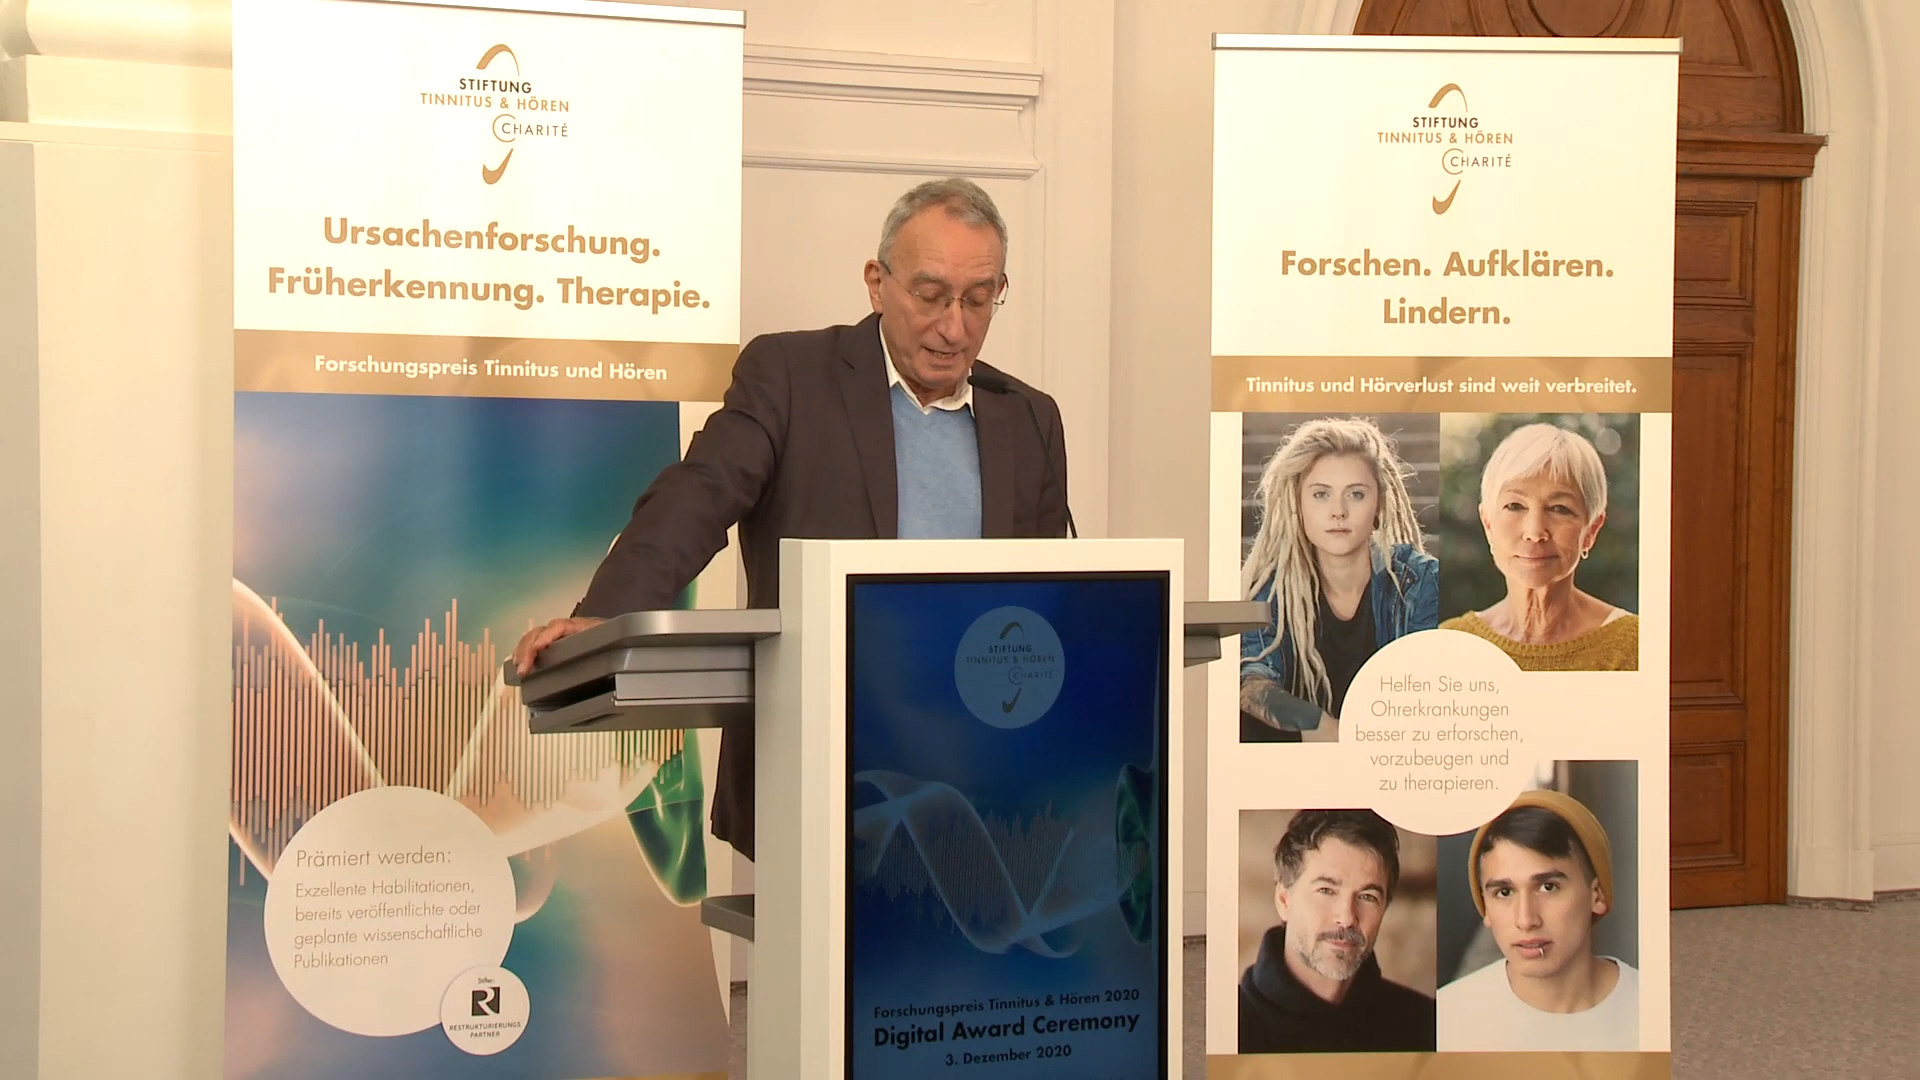 STIFTUNG
TINNITUS & HÖREN
CHARITÉ
Ursachenforschung.
Früherkennung. Therapie.
Forschungspreis Tinnitus und Hören
Prämiert werden:
Exzellente Habilitationen,
bereits veröffentlichte oder
geplante wissenschaftliche
Publikationen
Stifter:
R
RESTRUKTURIERUNGS
PARTNER
STIFTUNG
TINNITUS & HÖREN
CHARITÉ
Forschungspreis Tinnitus & Hören 2020
Digital Award Ceremony
3. Dezember 2020
STIFTUNG
TINNITUS & HÖREN
CHARITÉ
Forschen. Aufklären.
Lindern.
Tinnitus und Hörverlust sind weit verbreitet.
Helfen Sie uns,
Ohrerkrankungen
besser zu erforschen,
vorzubeugen und
zu therapieren.